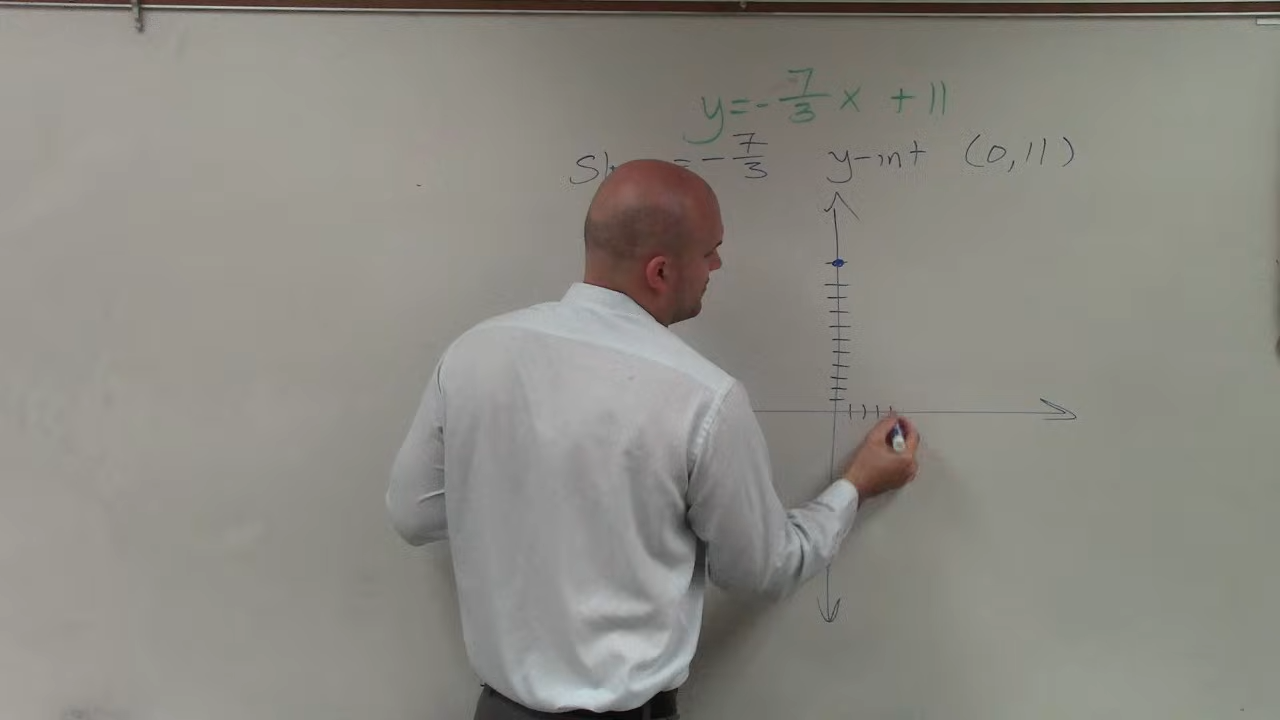 y = - 7/3 x + 11
= - 7/3 y-int (0,11)